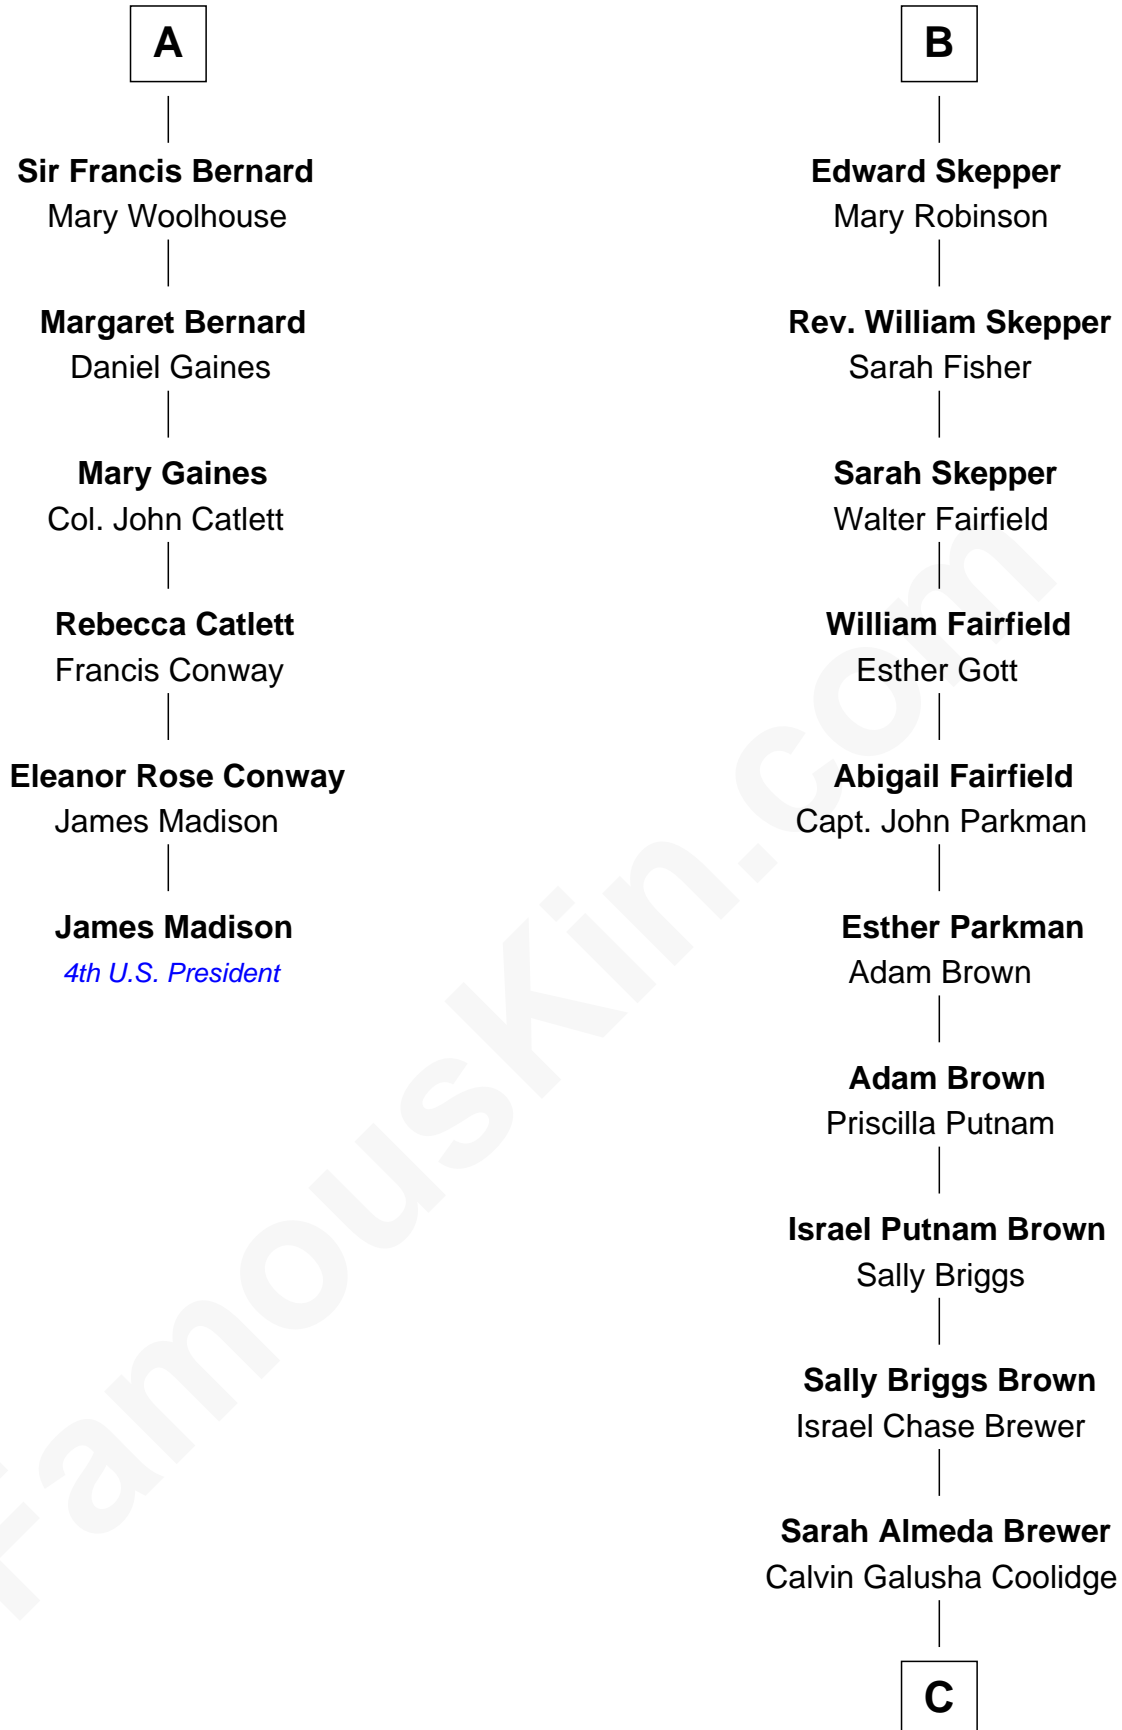 A
Sir Francis Bernard
Mary Woolhouse
Margaret Bernard
Daniel Gaines
Mary Gaines
Col. John Catlett
Rebecca Catlett
Francis Conway
Eleanor Rose Conway
James Madison
James Madison
4th U.S. President
B
Edward Skepper
Mary Robinson
Rev. William Skepper
Sarah Fisher
Sarah Skepper
Walter Fairfield
William Fairfield
Esther Gott
Abigail Fairfield
Capt. John Parkman
Esther Parkman
Adam Brown
Adam Brown
Priscilla Putnam
Israel Putnam Brown
Sally Briggs
Sally Briggs Brown
Israel Chase Brewer
Sarah Almeda Brewer
Calvin Galusha Coolidge
C
FamousKin.com